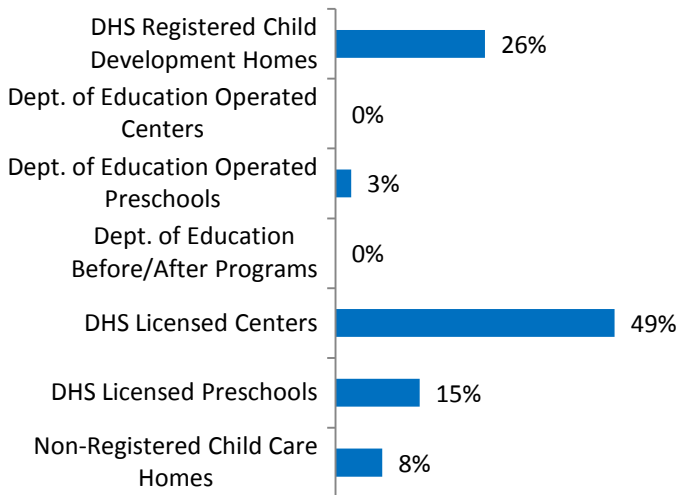 DHS Registered Child
Development Homes
26%
Dept. of Education Operated
Centers
0%
Dept. of Education Operated
Preschools
3%
Dept. of Education
Before/After Programs
0%
DHS Licensed Centers
49%
DHS Licensed Preschools
15%
Non-Registered Child Care
Homes
8%